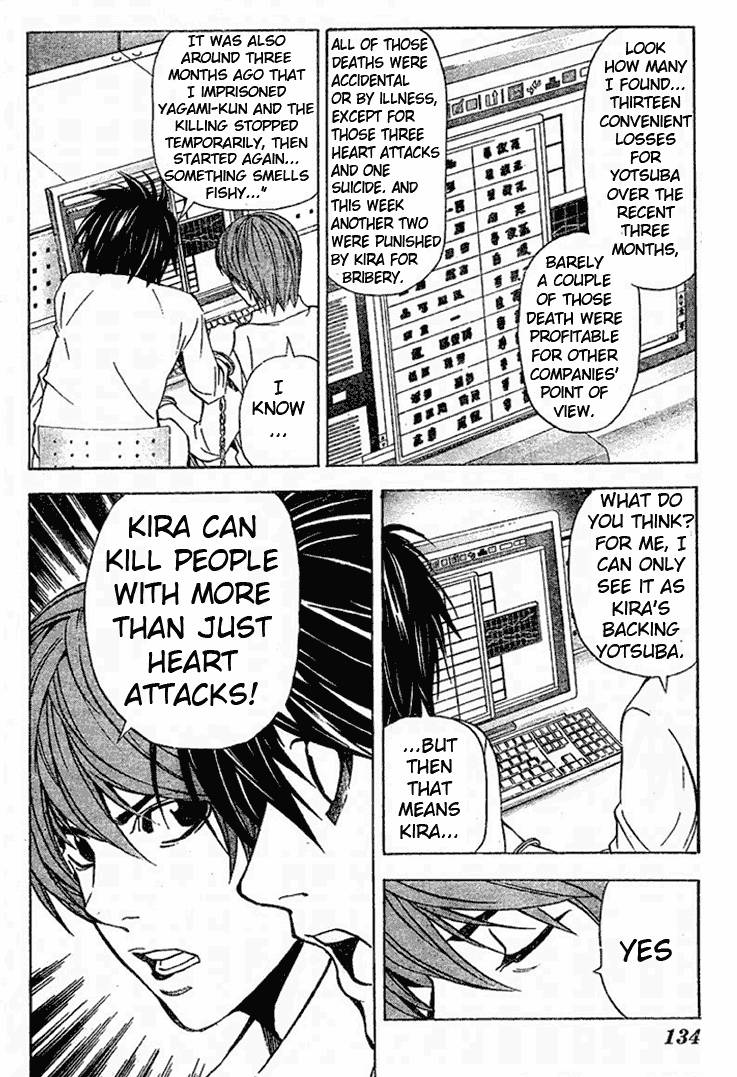 LOOK
HOW MANY
I FOUND...
THIRTEEN
CONVENIENT
LOSSES
FOR
YOTSUBA
OVER THE
RECENT
THREE
MONTHS,
BARELY
A COUPLE
OF THOSE
DEATH WERE
PROFITABLE
FOR OTHER
COMPANIES'
POINT OF
VIEW.
ALL OF THOSE
DEATHS WERE
ACCIDENTAL
OR BY ILLNESS,
EXCEPT FOR
THOSE THREE
HEART ATTACKS
AND ONE
SUICIDE. AND
THIS WEEK
ANOTHER TWO
WERE PUNISHED
BY KIRA FOR
BRIBERY.
IT WAS ALSO
AROUND THREE
MONTHS AGO THAT
I IMPRISONED
YAGAMI-KUN AND THE
KILLING STOPPED
TEMPORARILY, THEN
STARTED AGAIN...
SOMETHING SMELLS
FISHY..."
I
KNOW
...
WHAT DO
YOU THINK?
FOR ME, I
CAN ONLY
SEE IT AS
KIRA'S
BACKING
YOTSUBA.
...BUT
THEN
THAT
MEANS
KIRA...
YES
KIRA CAN
KILL PEOPLE
WITH MORE
THAN JUST
HEART
ATTACKS!
134